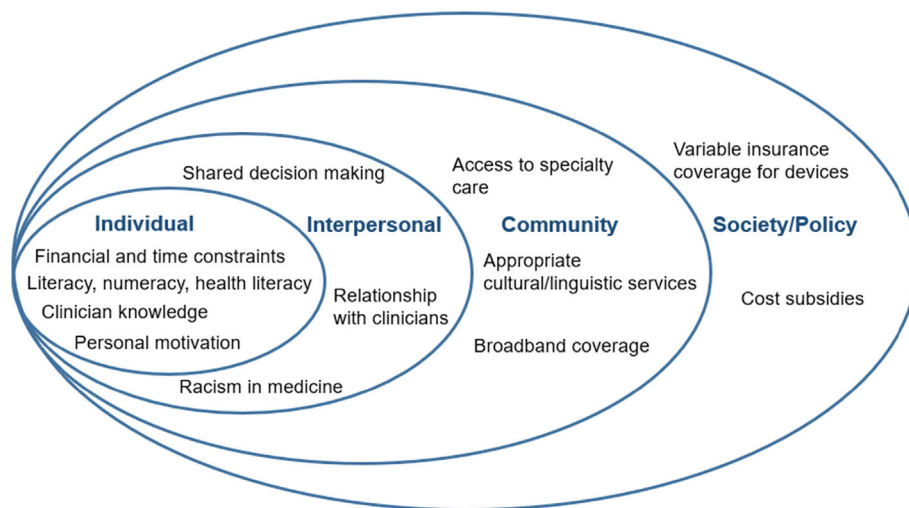 Individual
Financial and time constraints
Literacy, numeracy, health literacy
Clinician knowledge
Personal motivation
Shared decision making
Interpersonal
Relationship
with clinicians
Racism in medicine
Access to specialty
care
Community
Appropriate
cultural/linguistic services
Broadband coverage
Variable insurance
coverage for devices
Society/Policy
Cost subsidies